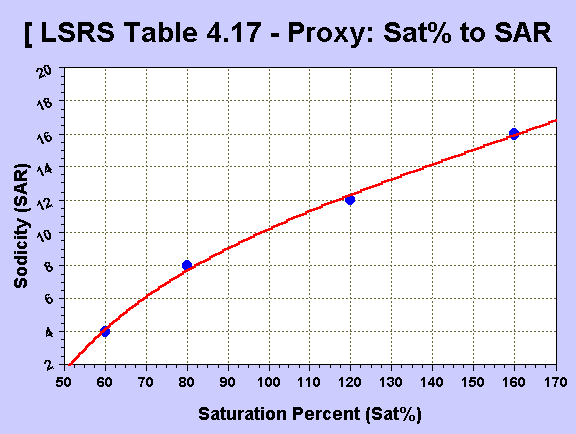 [ LSRS Table 4.17 - Proxy: Sat% to SAR
20
18
16
14
12
10
8
6
4
2
Sodicity (SAR)
50 60 70 80 90 100 110 120 130 140 150 160 170
Saturation Percent (Sat%)